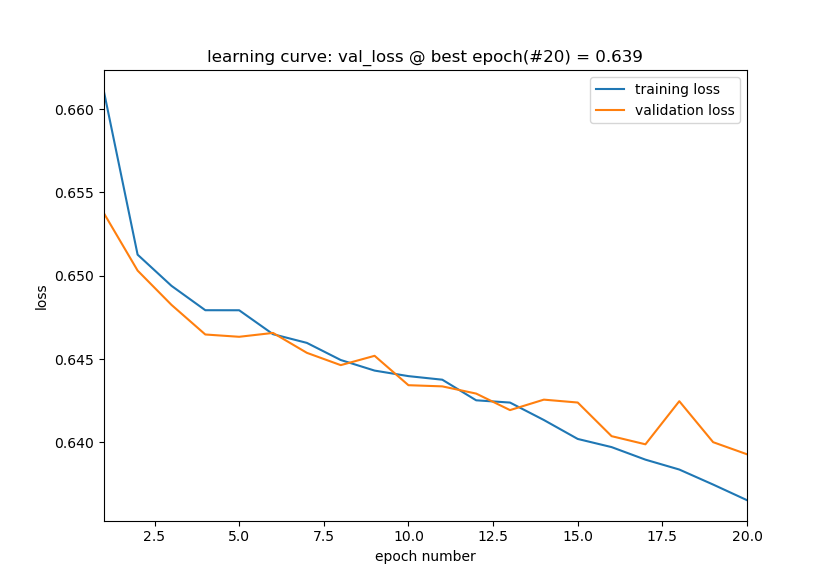 learning curve: val_loss @ best epoch(#20) = 0.639
training loss
validation loss
0.660
0.655
0.650
0.645
0.640
loss
2.5 5.0 7.5 10.0 12.5 15.0 17.5 20.0
epoch number